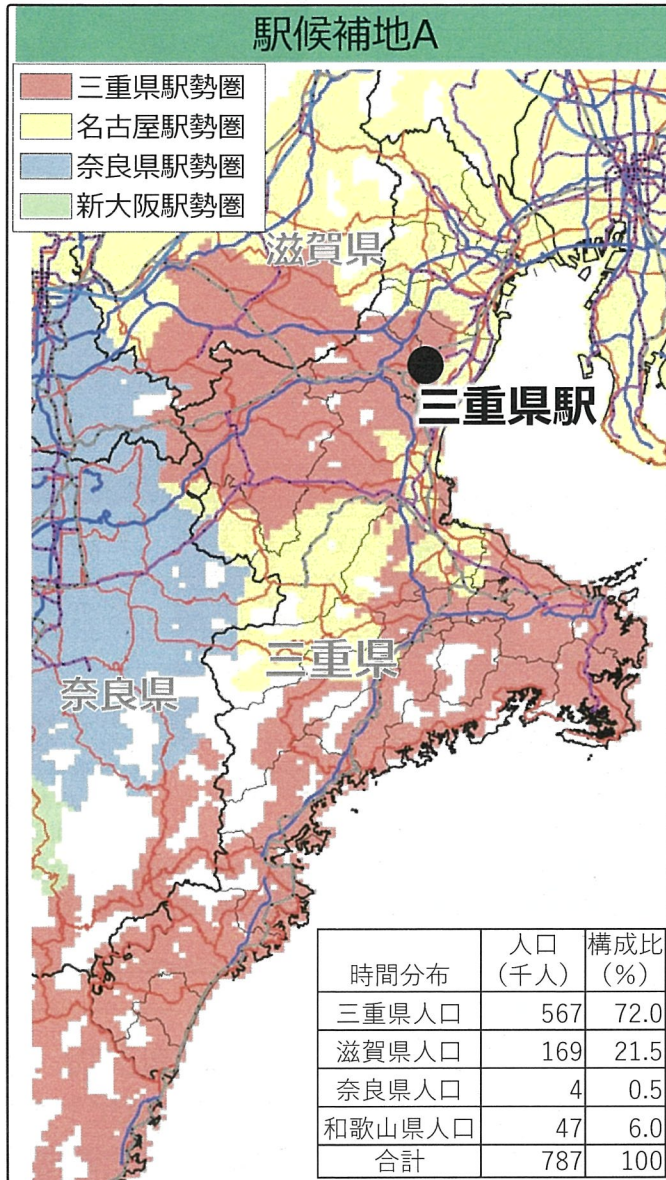 駅候補地A
三重県駅勢圏
名古屋駅勢圏
奈良県駅勢圏
新大阪駅勢圏
滋賀県
三重県駅
三重県
奈良県
時間分布 人口(千人) 構成比(%)
三重県人口 567 72.0
滋賀県人口 169 21.5
奈良県人口 4 0.5
和歌山県人口 47 6.0
合計 787 100